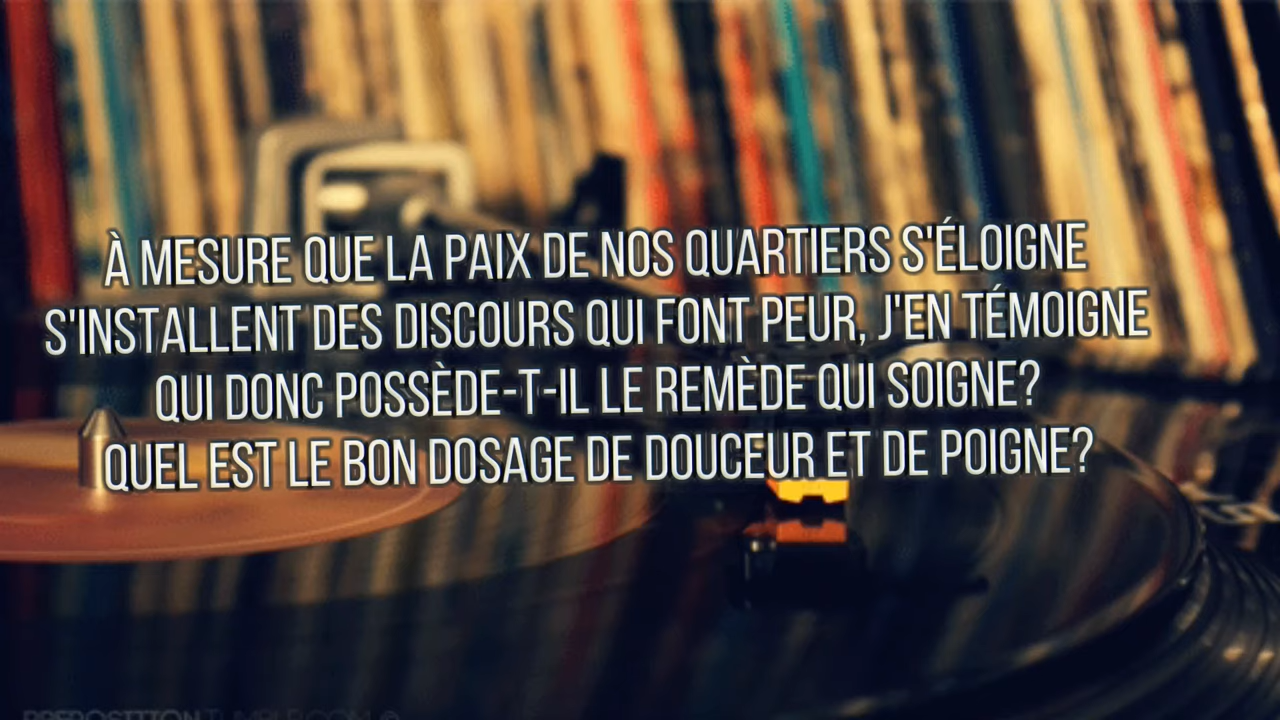 À MESURE QUE LA PAIX DE NOS QUARTIERS S'ÉLOIGNE
S'INSTALLENT DES DISCOURS QUI FONT PEUR, J'EN TÉMOIGNE
QUI DONC POSSÈDE-T-IL LE REMÈDE QUI SOIGNE?
QUEL EST LE BON DOSAGE DE DOUCEUR ET DE POIGNE?